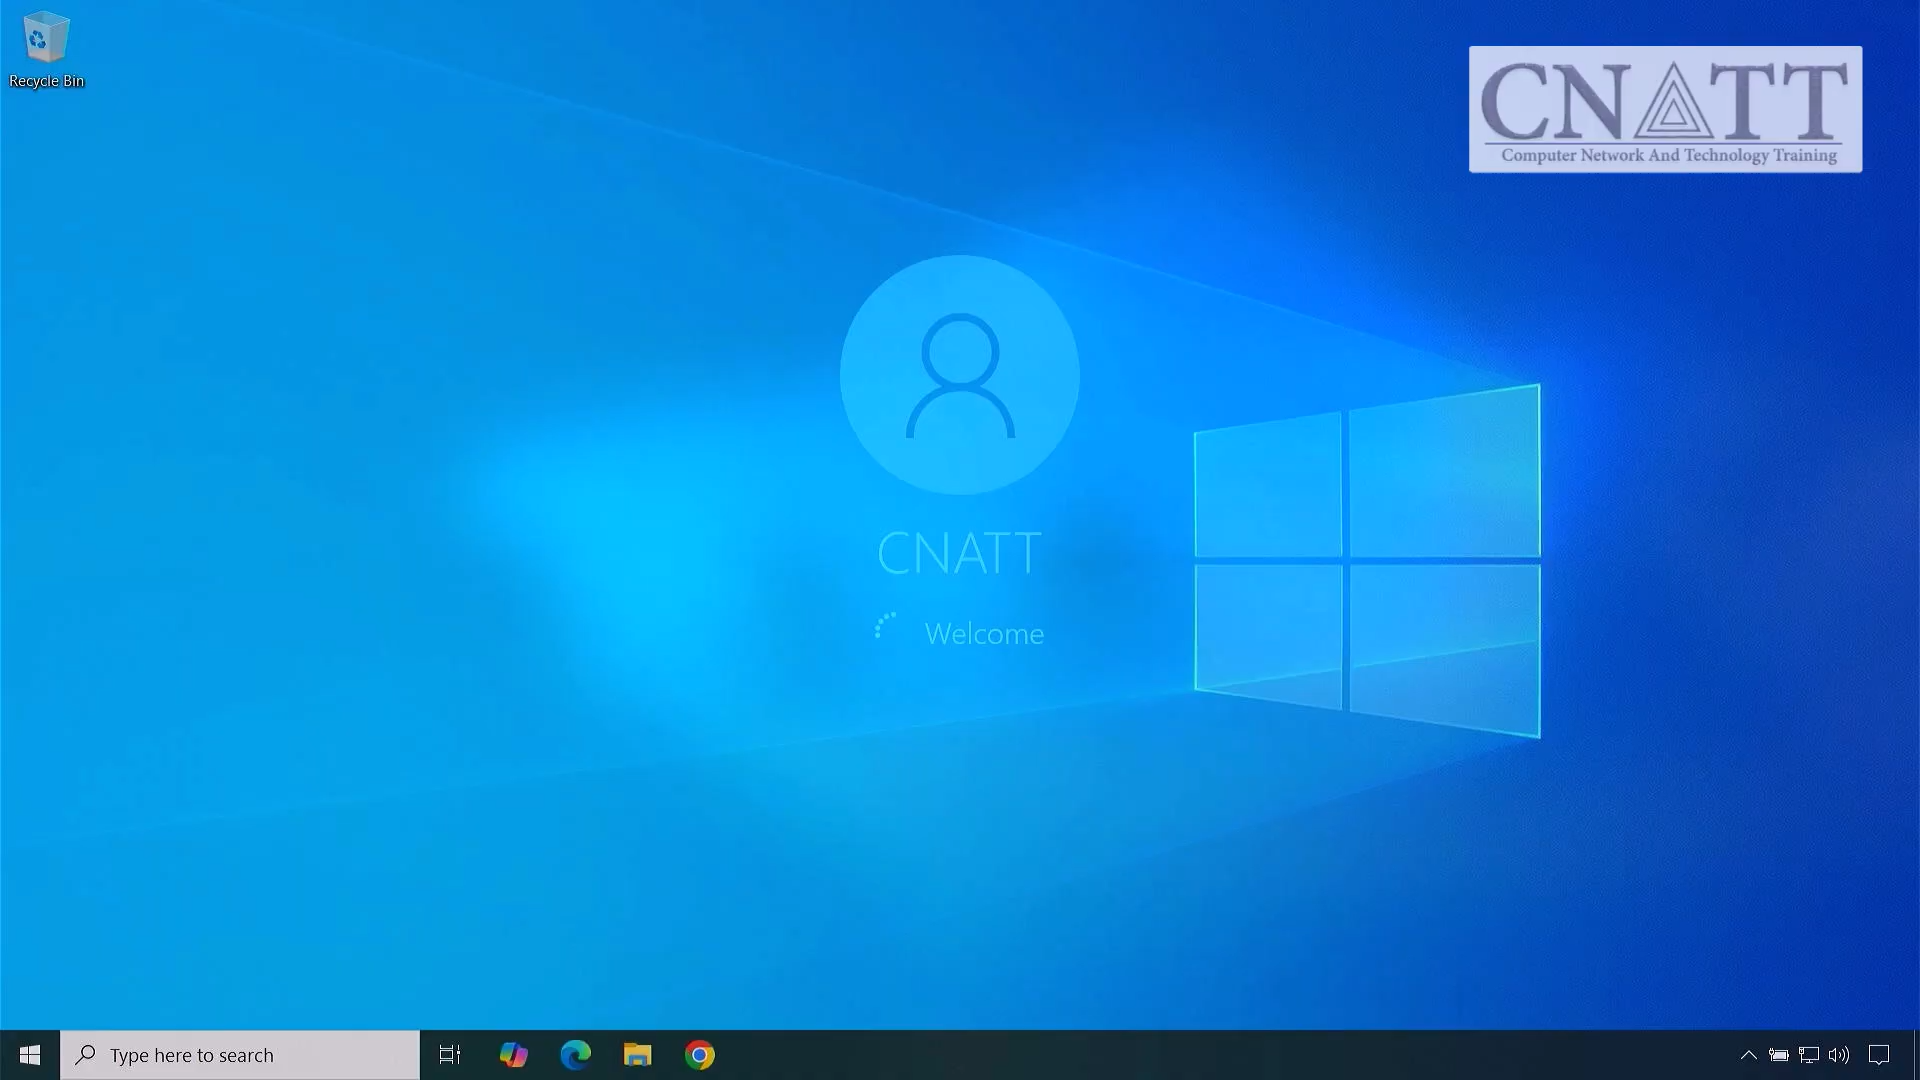 Recycle Bin
CNATT
Computer Network And Technology Training
CNATT
Welcome
Type here to search